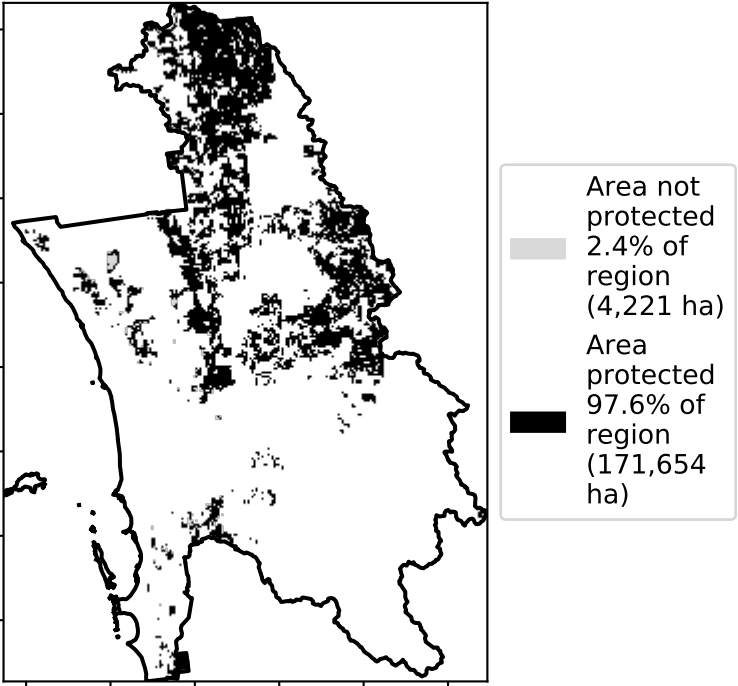 Area not
protected
2.4% of
region
(4,221 ha)
Area
protected
97.6% of
region
(171,654
ha)